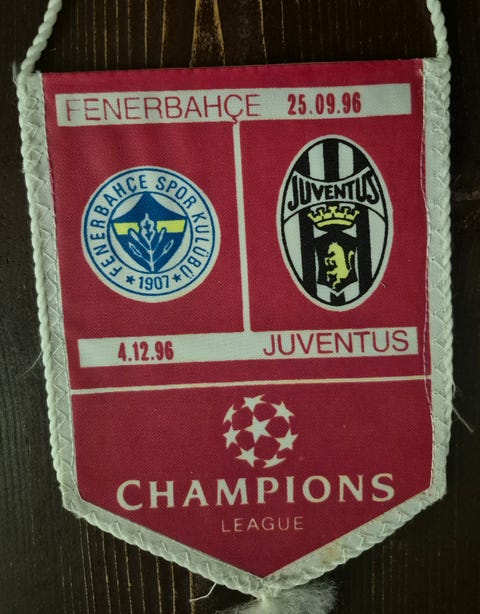 FENERBAHÇE 25.09.96
FENERBAHÇE SPOR KULÜBÜ
★1907★
JUVENTUS
4.12.96 JUVENTUS
CHAMPIONS
LEAGUE